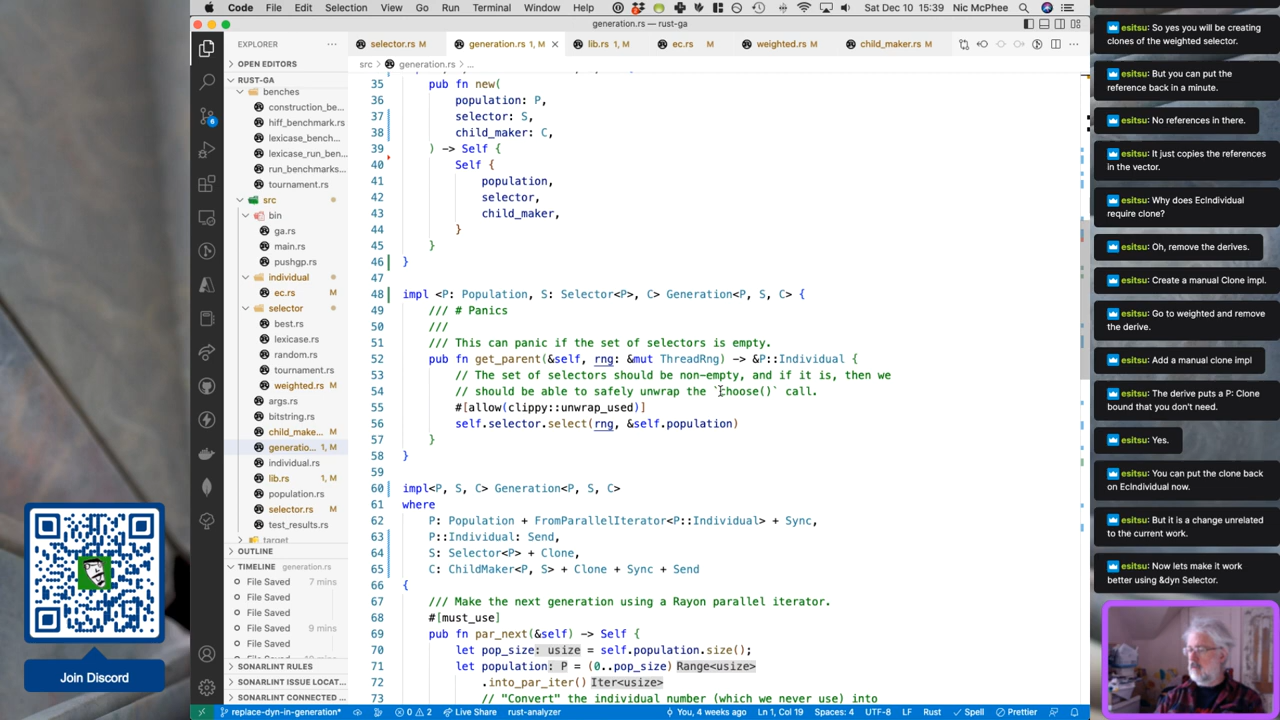 Code File Edit Selection View Go Run Terminal Window Help Sat Dec 10 15:39 Nic McPhee
generation.rs — rust-ga
EXPLORER
OPEN EDITORS
RUST-GA
benches
construction_be...
hiff_benchmark.rs
lexicase_bench...
lexicase_run_ben...
run_benchmarks...
tournament.rs
src
bin
ga.rs
main.rs
pushgp.rs
individual
ec.rs M
selector
best.rs
lexicase.rs
random.rs
tournament.rs
weighted.rs M
args.rs
bitstring.rs
child_make... M
generatio... 1, M
individual.rs
lib.rs 1, M
population.rs
selector.rs M
test_results.rs
target
OUTLINE
TIMELINE generation.rs
File Saved 7 mins
File Saved
File Saved
File Saved 9 mins
File Saved
SONARLINT RULES
SONARLINT ISSUE LOCAT...
SONARLINT CONNECTED ...
selector.rs M generation.rs 1, M lib.rs 1, M ec.rs M weighted.rs M child_maker.rs M
src > generation.rs > ...
35 pub fn new(
36 population: P,
37 selector: S,
38 child_maker: C,
39 ) -> Self {
40 Self {
41 population,
42 selector,
43 child_maker,
44 }
45 }
46 }
47
48 impl <P: Population, S: Selector<P>, C> Generation<P, S, C> {
49 /// # Panics
50 ///
51 /// This can panic if the set of selectors is empty.
52 pub fn get_parent(&self, rng: &mut ThreadRng) -> &P::Individual {
53 // The set of selectors should be non-empty, and if it is, then we
54 // should be able to safely unwrap the `choose()` call.
55 #[allow(clippy::unwrap_used)]
56 self.selector.select(rng, &self.population)
57 }
58 }
59
60 impl<P, S, C> Generation<P, S, C>
61 where
62 P: Population + FromParallelIterator<P::Individual> + Sync,
63 P::Individual: Send,
64 S: Selector<P> + Clone,
65 C: ChildMaker<P, S> + Clone + Sync + Send
66 {
67 /// Make the next generation using a Rayon parallel iterator.
68 #[must_use]
69 pub fn par_next(&self) -> Self {
70 let pop_size: usize = self.population.size();
71 let population: P = (0..pop_size) Range<usize>
72 .into_par_iter() Iter<usize>
73 // "Convert" the individual number (which we never use) into
replace-dyn-in-generation* 0 2 Live Share rust-analyzer You, 4 weeks ago Ln 1, Col 19 Spaces: 4 UTF-8 LF Rust Spell Prettier
Join Discord
esitsu: So yes you will be creating
clones of the weighted selector.
esitsu: But you can put the
reference back in a minute.
esitsu: No references in there.
esitsu: It just copies the references
in the vector.
esitsu: Why does EcIndividual
require clone?
esitsu: Oh, remove the derives.
esitsu: Create a manual Clone impl.
esitsu: Go to weighted and remove
the derive.
esitsu: Add a manual clone impl
esitsu: The derive puts a P: Clone
bound that you don't need.
esitsu: Yes.
esitsu: You can put the clone back
on EcIndividual now.
esitsu: But it is a change unrelated
to the current work.
esitsu: Now lets make it work
better using &dyn Selector.